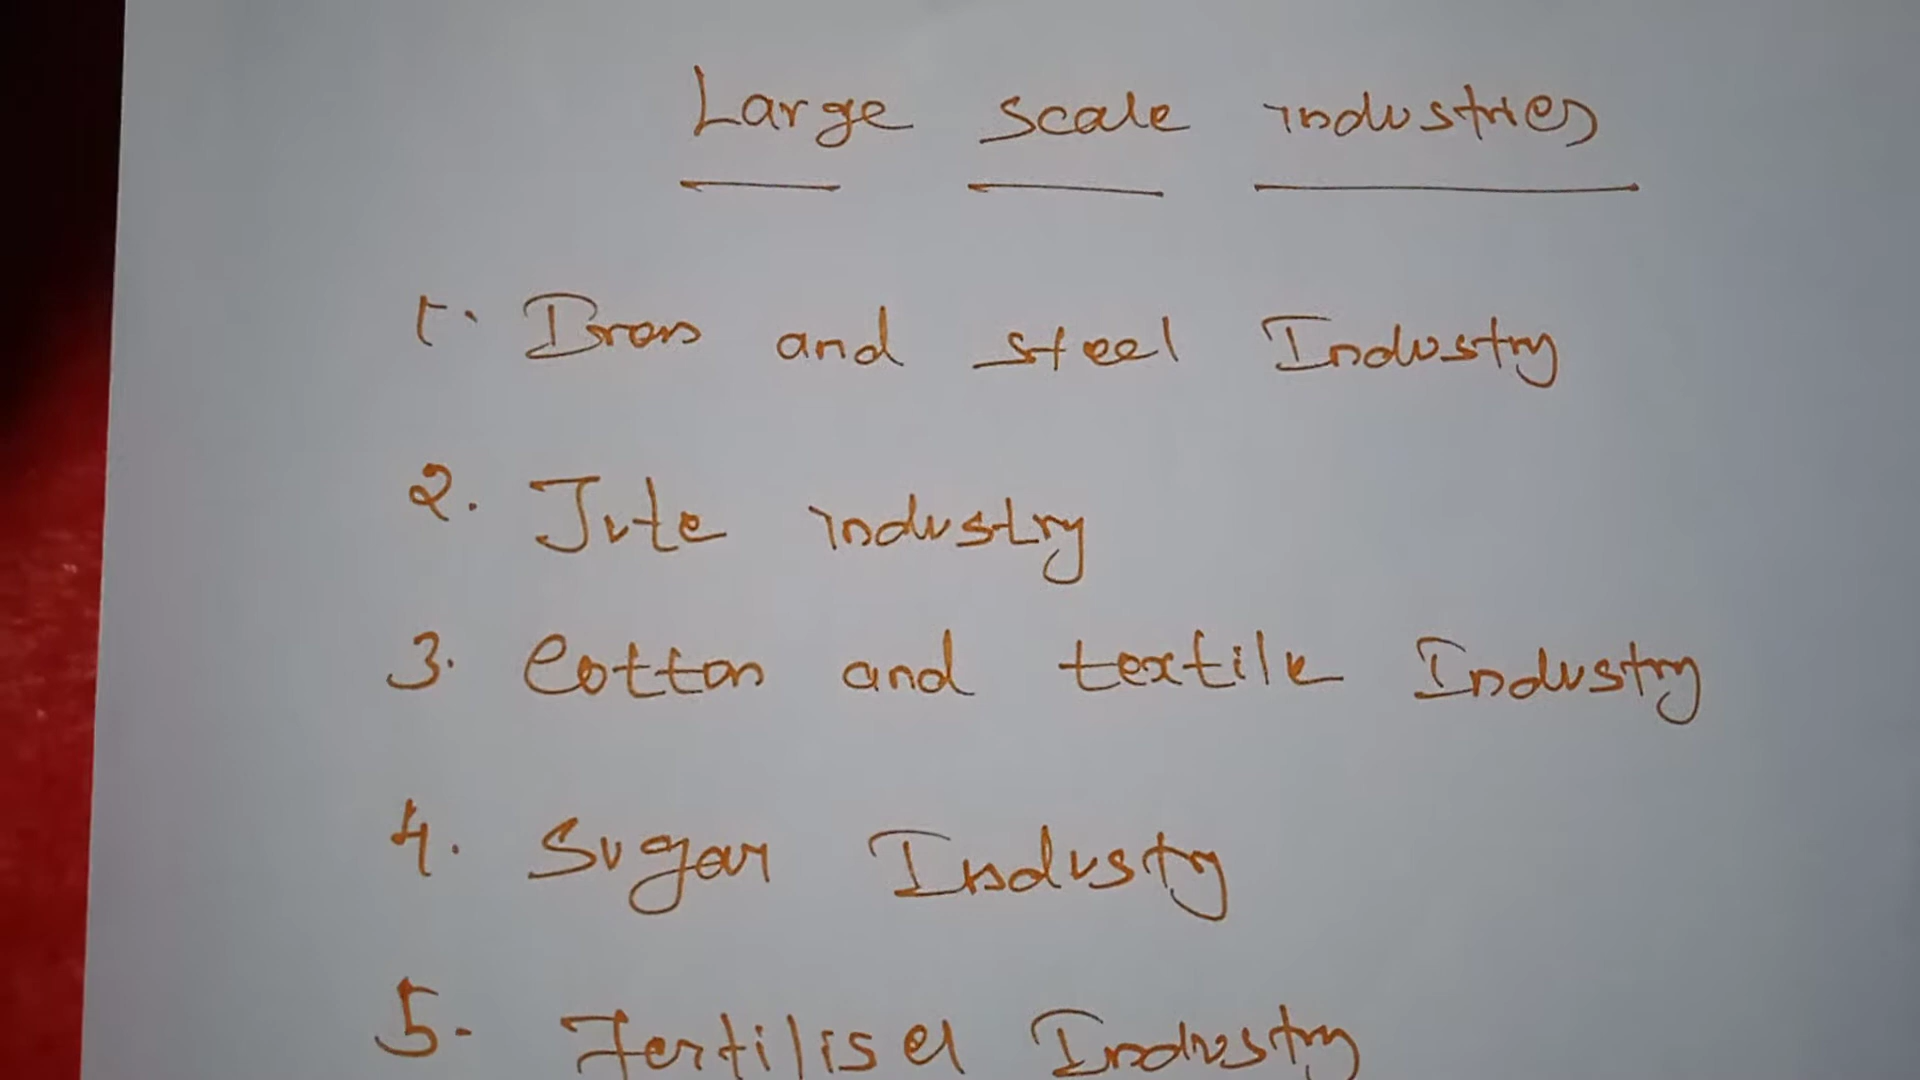 Large scale industries
1. Iron and steel Industry
2. Jute industry
3. Cotton and textile Industry
4. Sugar Industry
5. Fertiliser Industry